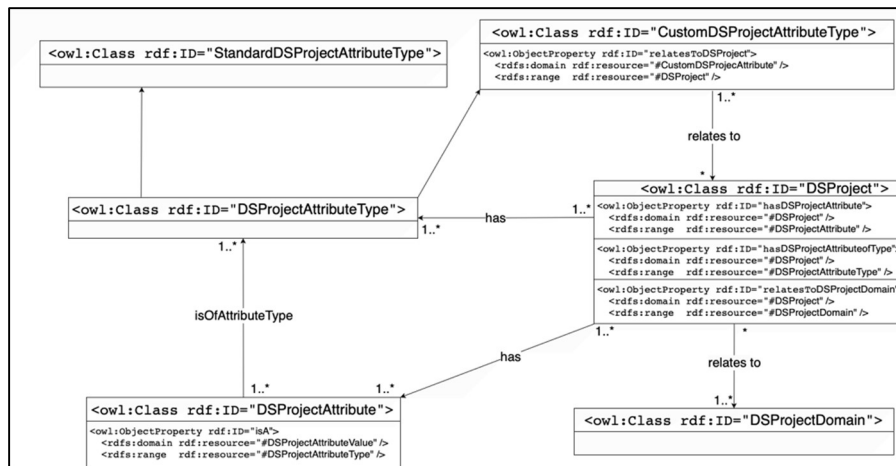 <owl:Class rdf:ID="StandardDSProjectAttributeType">
<owl:Class rdf:ID="CustomDSProjectAttributeType">
<owl:ObjectProperty rdf:ID="relatesToDSProject">
<rdfs:domain rdf:resource="#CustomDSProjecAttribute" />
<rdfs:range rdf:resource="#DSProject" />
1..*
relates to
*
<owl:Class rdf:ID="DSProject">
<owl:ObjectProperty rdf:ID="hasDSProjectAttribute">
<rdfs:domain rdf:resource="#DSProject" />
<rdfs:range rdf:resource="#DSProjectAttribute" />
<owl:ObjectProperty rdf:ID="hasDSProjectAttributeofType">
<rdfs:domain rdf:resource="#DSProject" />
<rdfs:range rdf:resource="#DSProjectAttributeType" />
<owl:ObjectProperty rdf:ID="relatesToDSProjectDomain"
<rdfs:domain rdf:resource="#DSProject" />
<rdfs:range rdf:resource="#DSProjectDomain" />
<owl:Class rdf:ID="DSProjectAttributeType">
1..*
has
1..*
1..*
isOfAttributeType
1..*
1..*
has
1..*
*
relates to
1..*
<owl:Class rdf:ID="DSProjectAttribute">
<owl:ObjectProperty rdf:ID="isA">
<rdfs:domain rdf:resource="#DSProjectAttributeValue" />
<rdfs:range rdf:resource="#DSProjectAttributeType" />
<owl:Class rdf:ID="DSProjectDomain">